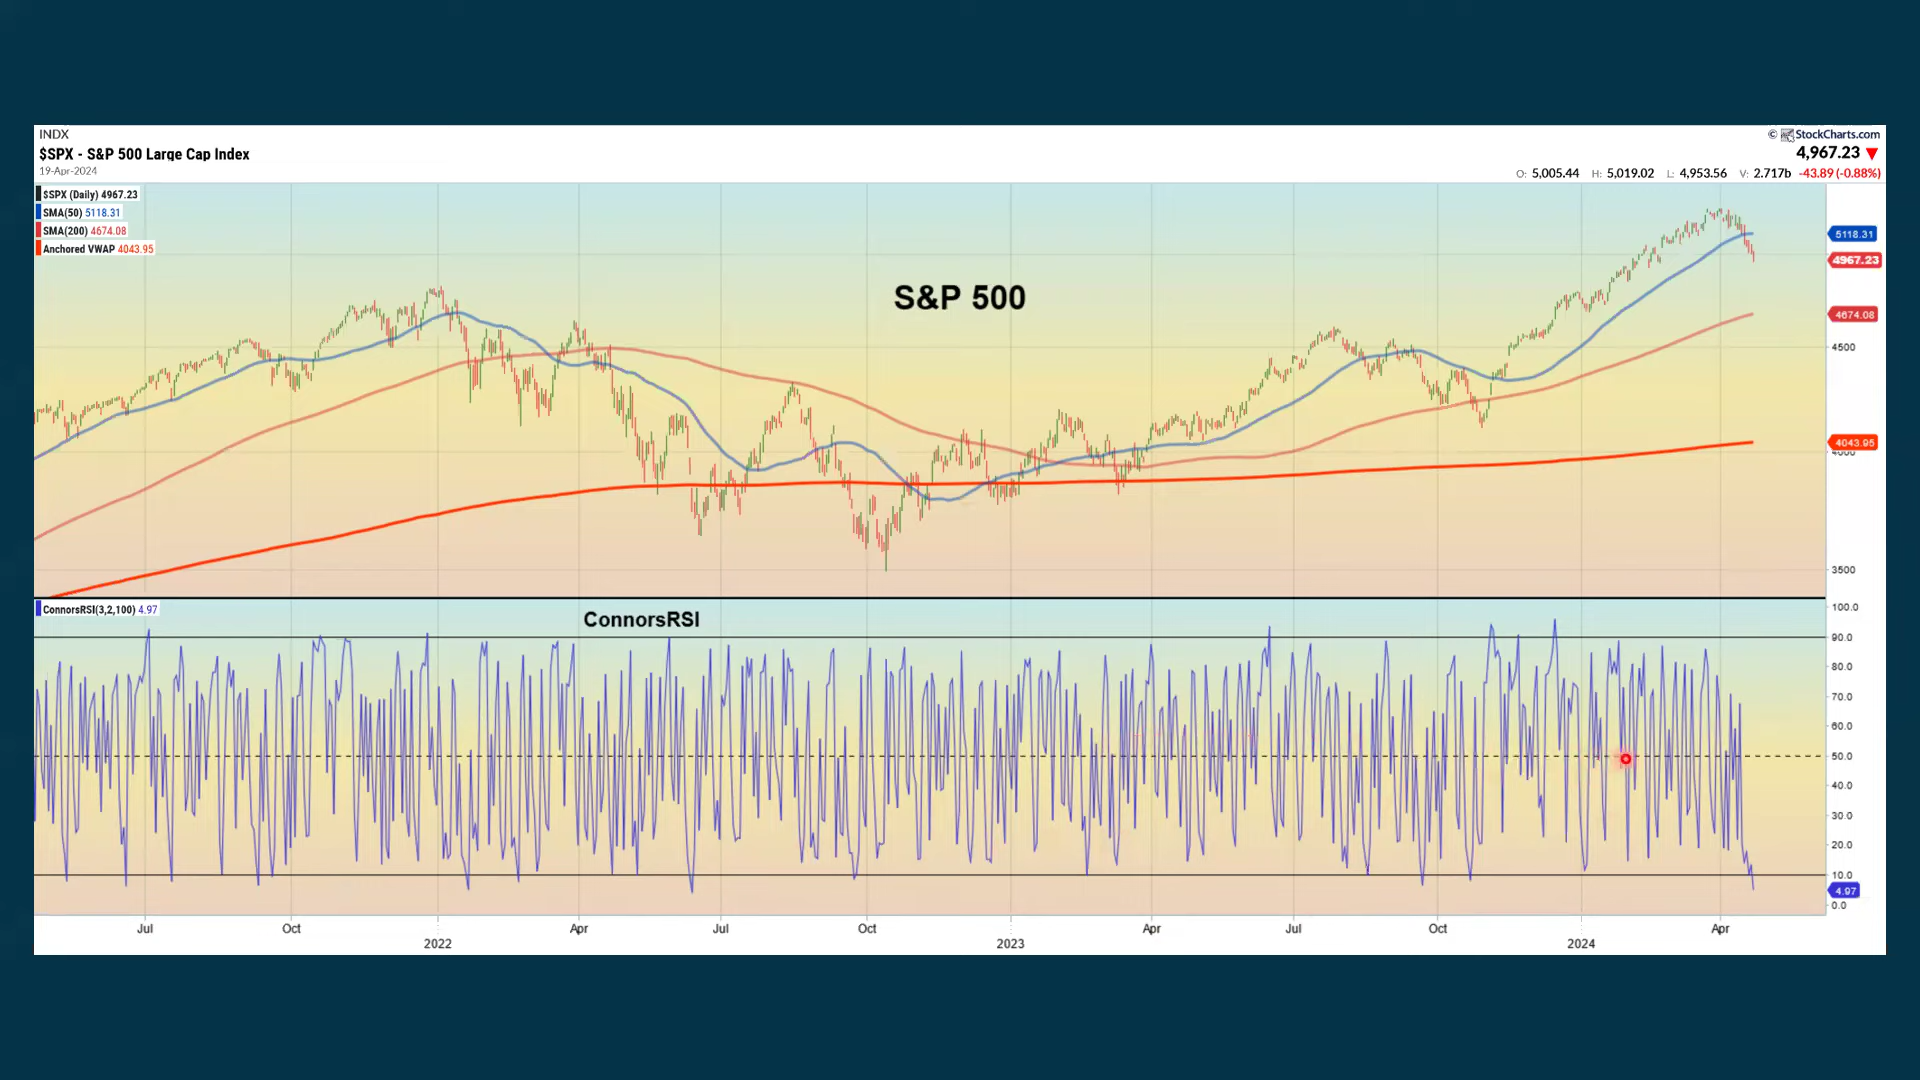 INDX
© StockCharts.com
$SPX - S&P 500 Large Cap Index
4,967.23
19-Apr-2024
O: 5,005.44 H: 5,019.02 L: 4,953.56 V: 2.717b -43.89 (-0.88%)
$SPX (Daily) 4967.23
SMA(50) 5118.31
SMA(200) 4674.08
Anchored VWAP 4043.95
S&P 500
5118.31
4967.23
4674.08
4500
4043.95
4000
3500
ConnorsRSI(3,2,100) 4.97
ConnorsRSI
100.0
90.0
80.0
70.0
60.0
50.0
40.0
30.0
20.0
10.0
4.97
0.0
Jul Oct Apr Jul Oct Apr Jul Oct Apr
2022 2023 2024